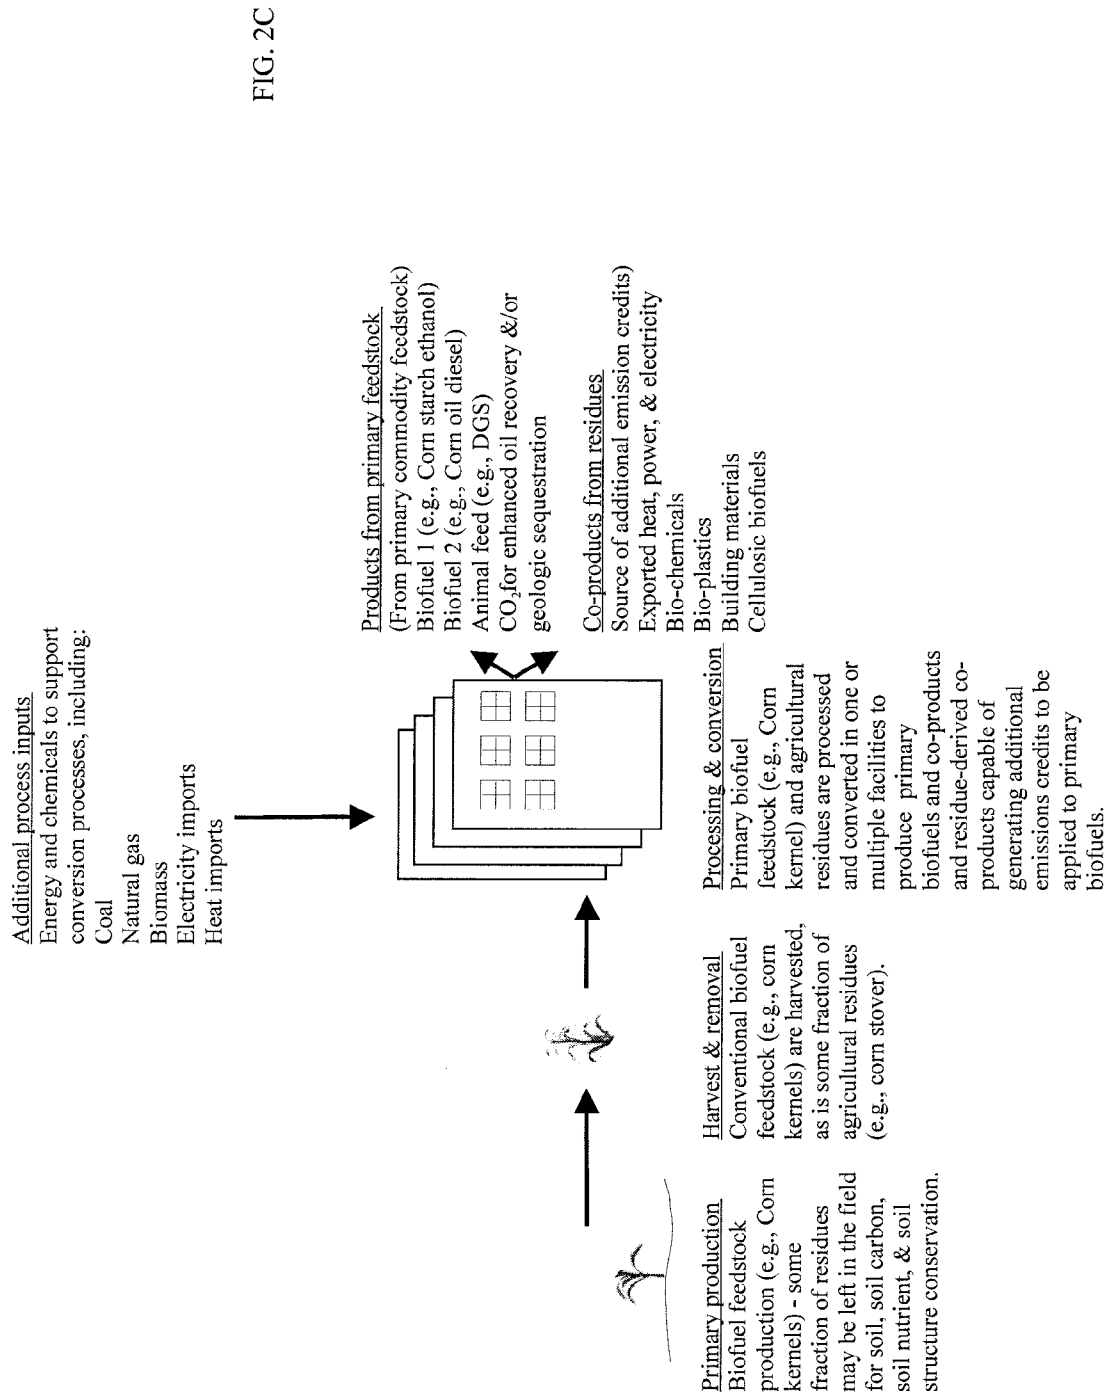 FIG. 2C
Additional process inputs
Energy and chemicals to support
conversion processes, including:
Coal
Natural gas
Biomass
Electricity imports
Heat imports
Products from primary feedstock
(From primary commodity feedstock)
Biofuel 1 (e.g., Corn starch ethanol)
Biofuel 2 (e.g., Corn oil diesel)
Animal feed (e.g., DGS)
CO₂for enhanced oil recovery &/or
geologic sequestration
Co-products from residues
Source of additional emission credits)
Exported heat, power, & electricity
Bio-chemicals
Bio-plastics
Building materials
Cellulosic biofuels
Primary production
Biofuel feedstock
production (e.g., Corn
kernels) - some
fraction of residues
may be left in the field
for soil, soil carbon,
soil nutrient, & soil
structure conservation.
Harvest & removal
Conventional biofuel
feedstock (e.g., corn
kernels) are harvested,
as is some fraction of
agricultural residues
(e.g., corn stover).
Processing & conversion
Primary biofuel
feedstock (e.g., Corn
kernel) and agricultural
residues are processed
and converted in one or
multiple facilities to
produce primary
biofuels and co-products
and residue-derived co-
products capable of
generating additional
emissions credits to be
applied to primary
biofuels.